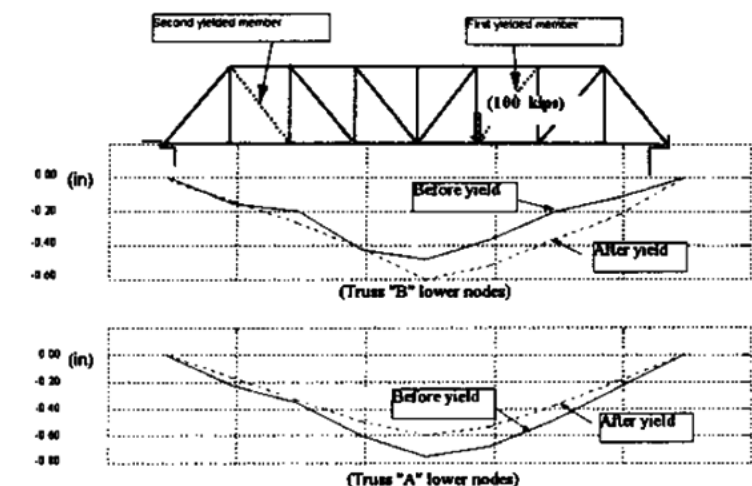 Second yielded member
First yielded member
(100 kips)
0.00 (in)
-0.20
-0.40
-0.60
Before yield
After yield
(Truss "B" lower nodes)
0.00 (in)
-0.20
-0.40
-0.60
-0.80
Before yield
After yield
(Truss "A" lower nodes)